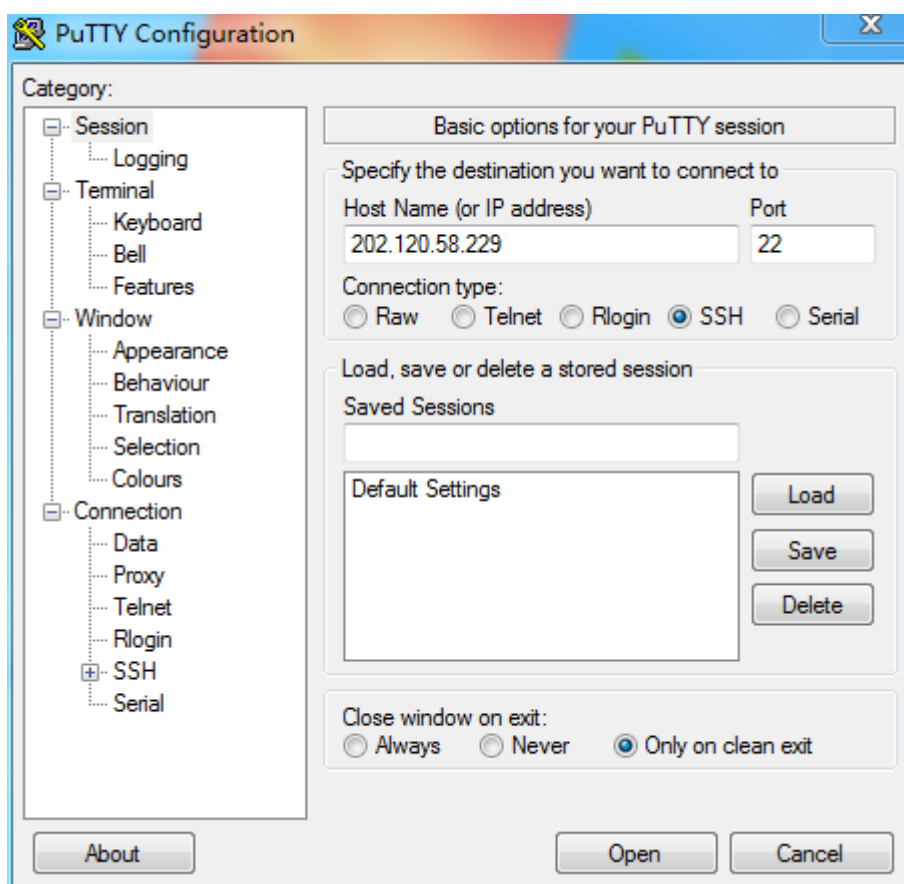 PuTTY Configuration
Category:
Session
Logging
Terminal
Keyboard
Bell
Features
Window
Appearance
Behaviour
Translation
Selection
Colours
Connection
Data
Proxy
Telnet
Rlogin
SSH
Serial
Basic options for your PuTTY session
Specify the destination you want to connect to
Host Name (or IP address) Port
202.120.58.229 22
Connection type:
Raw Telnet Rlogin SSH Serial
Load, save or delete a stored session
Saved Sessions
Default Settings
Load
Save
Delete
Close window on exit:
Always Never Only on clean exit
About Open Cancel